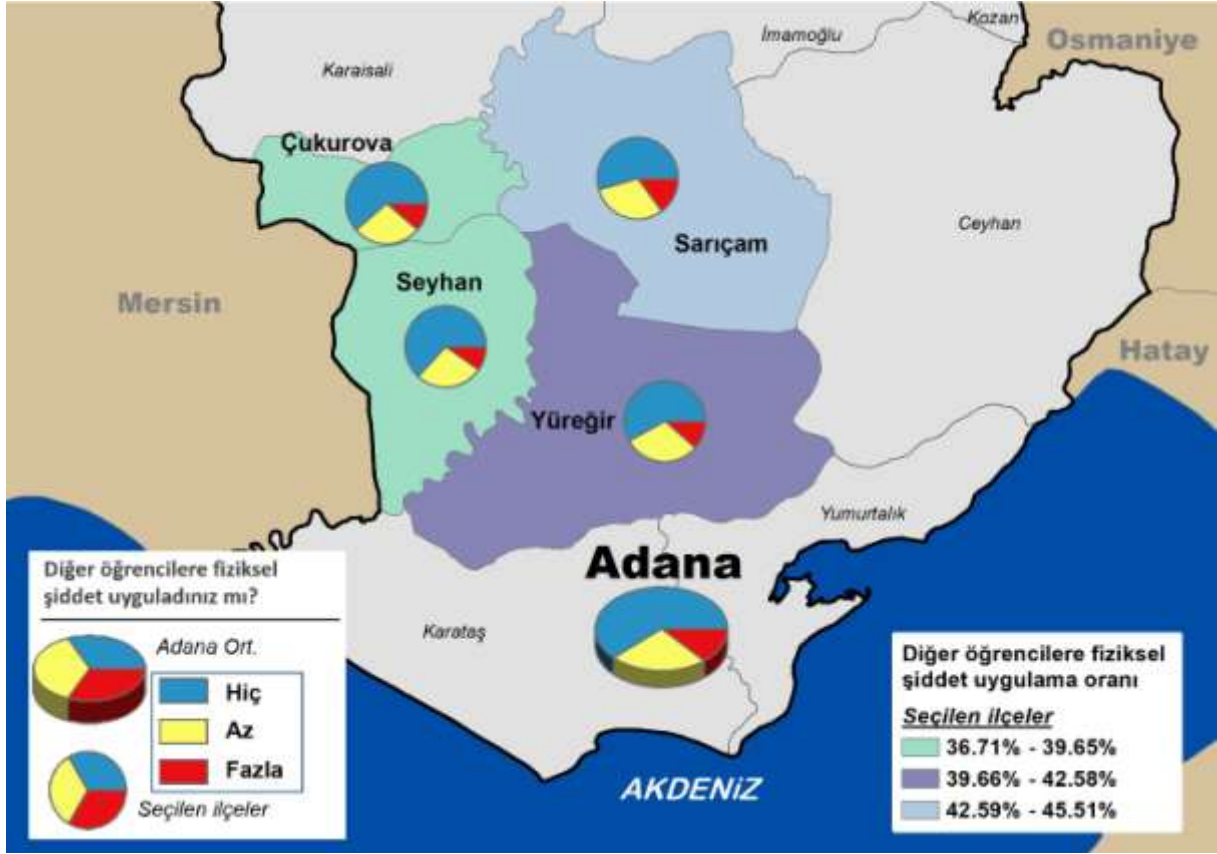 Kozan
İmamoğlu
Osmaniye
Karaisali
Çukurova
Sarıçam
Ceyhan
Seyhan
Mersin
Hatay
Yüreğir
Yumurtalık
Adana
Karataş
AKDENİZ
Diğer öğrencilere fiziksel
şiddet uyguladınız mı?
Adana Ort.
Hiç
Az
Fazla
Seçilen ilçeler
Diğer öğrencilere fiziksel
şiddet uygulama oranı
Seçilen ilçeler
36.71% - 39.65%
39.66% - 42.58%
42.59% - 45.51%